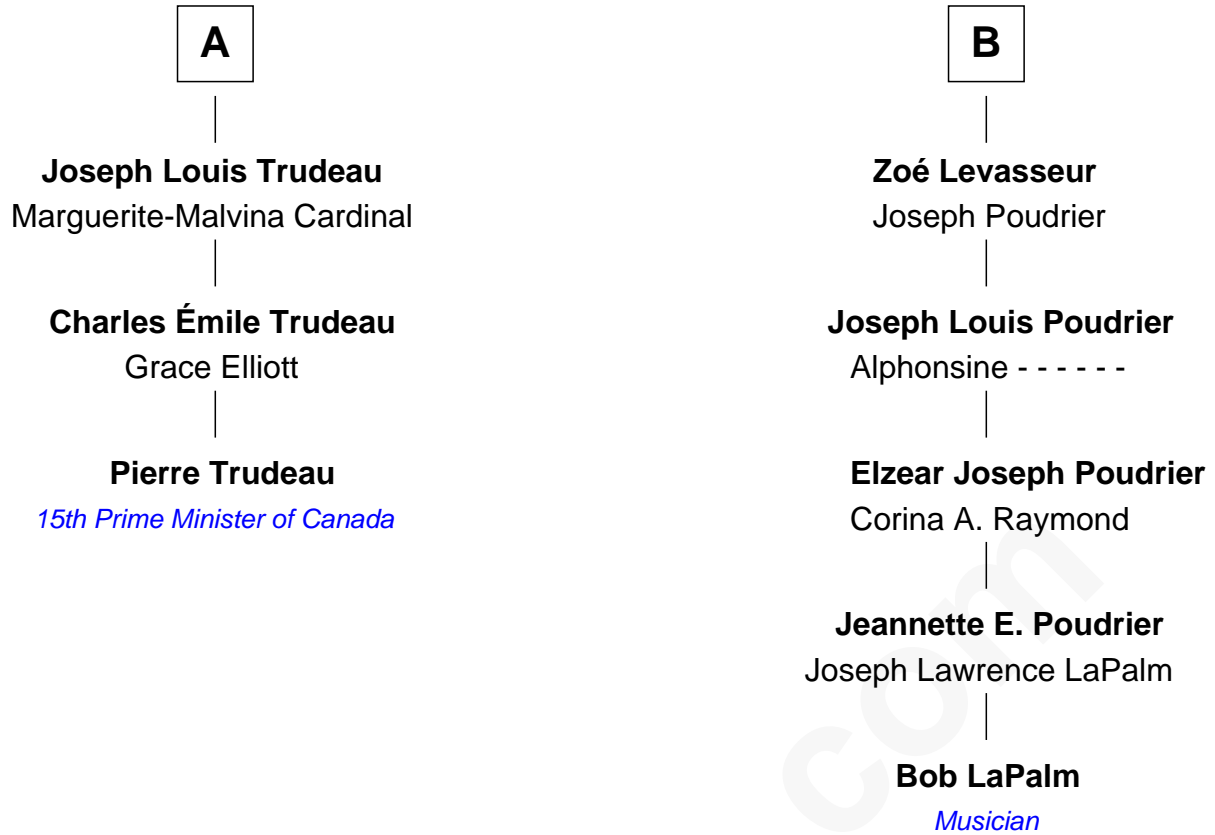 A
Joseph Louis Trudeau
Marguerite-Malvina Cardinal
Charles Émile Trudeau
Grace Elliott
Pierre Trudeau
15th Prime Minister of Canada
B
Zoé Levasseur
Joseph Poudrier
Joseph Louis Poudrier
Alphonsine - - - - - -
Elzear Joseph Poudrier
Corina A. Raymond
Jeannette E. Poudrier
Joseph Lawrence LaPalm
Bob LaPalm
Musician
com